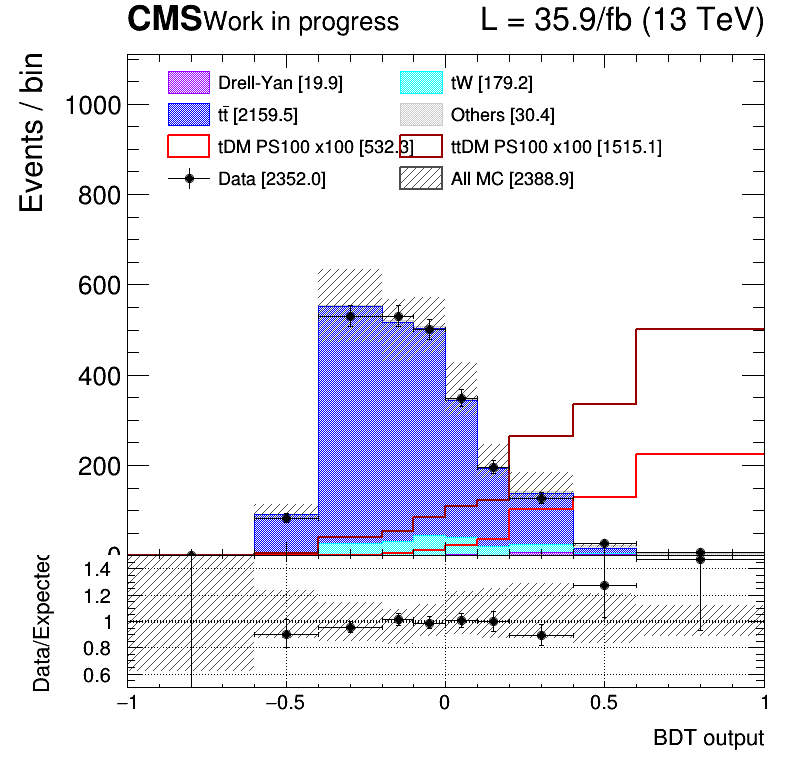 CMS Work in progress L = 35.9/fb (13 TeV)
Events / bin
Drell-Yan [19.9] tW [179.2]
tt̄ [2159.5] Others [30.4]
tDM PS100 x100 [532.3] ttDM PS100 x100 [1515.1]
Data [2352.0] All MC [2388.9]
1000
800
600
400
200
0
Data/Expected
1.4
1.2
1
0.8
0.6
−1 −0.5 0 0.5 1
BDT output